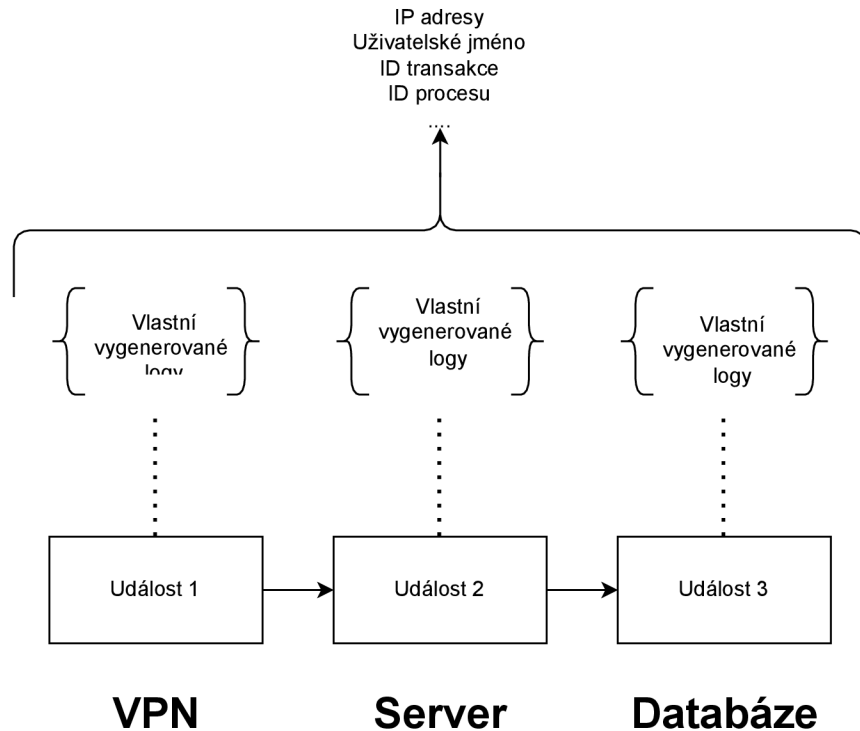 IP adresy
Uživatelské jméno
ID transakce
ID procesu
....
Vlastní
vygenerované
logy
Vlastní
vygenerované
logy
Vlastní
vygenerované
logy
Událost 1
Událost 2
Událost 3
VPN
Server
Databáze